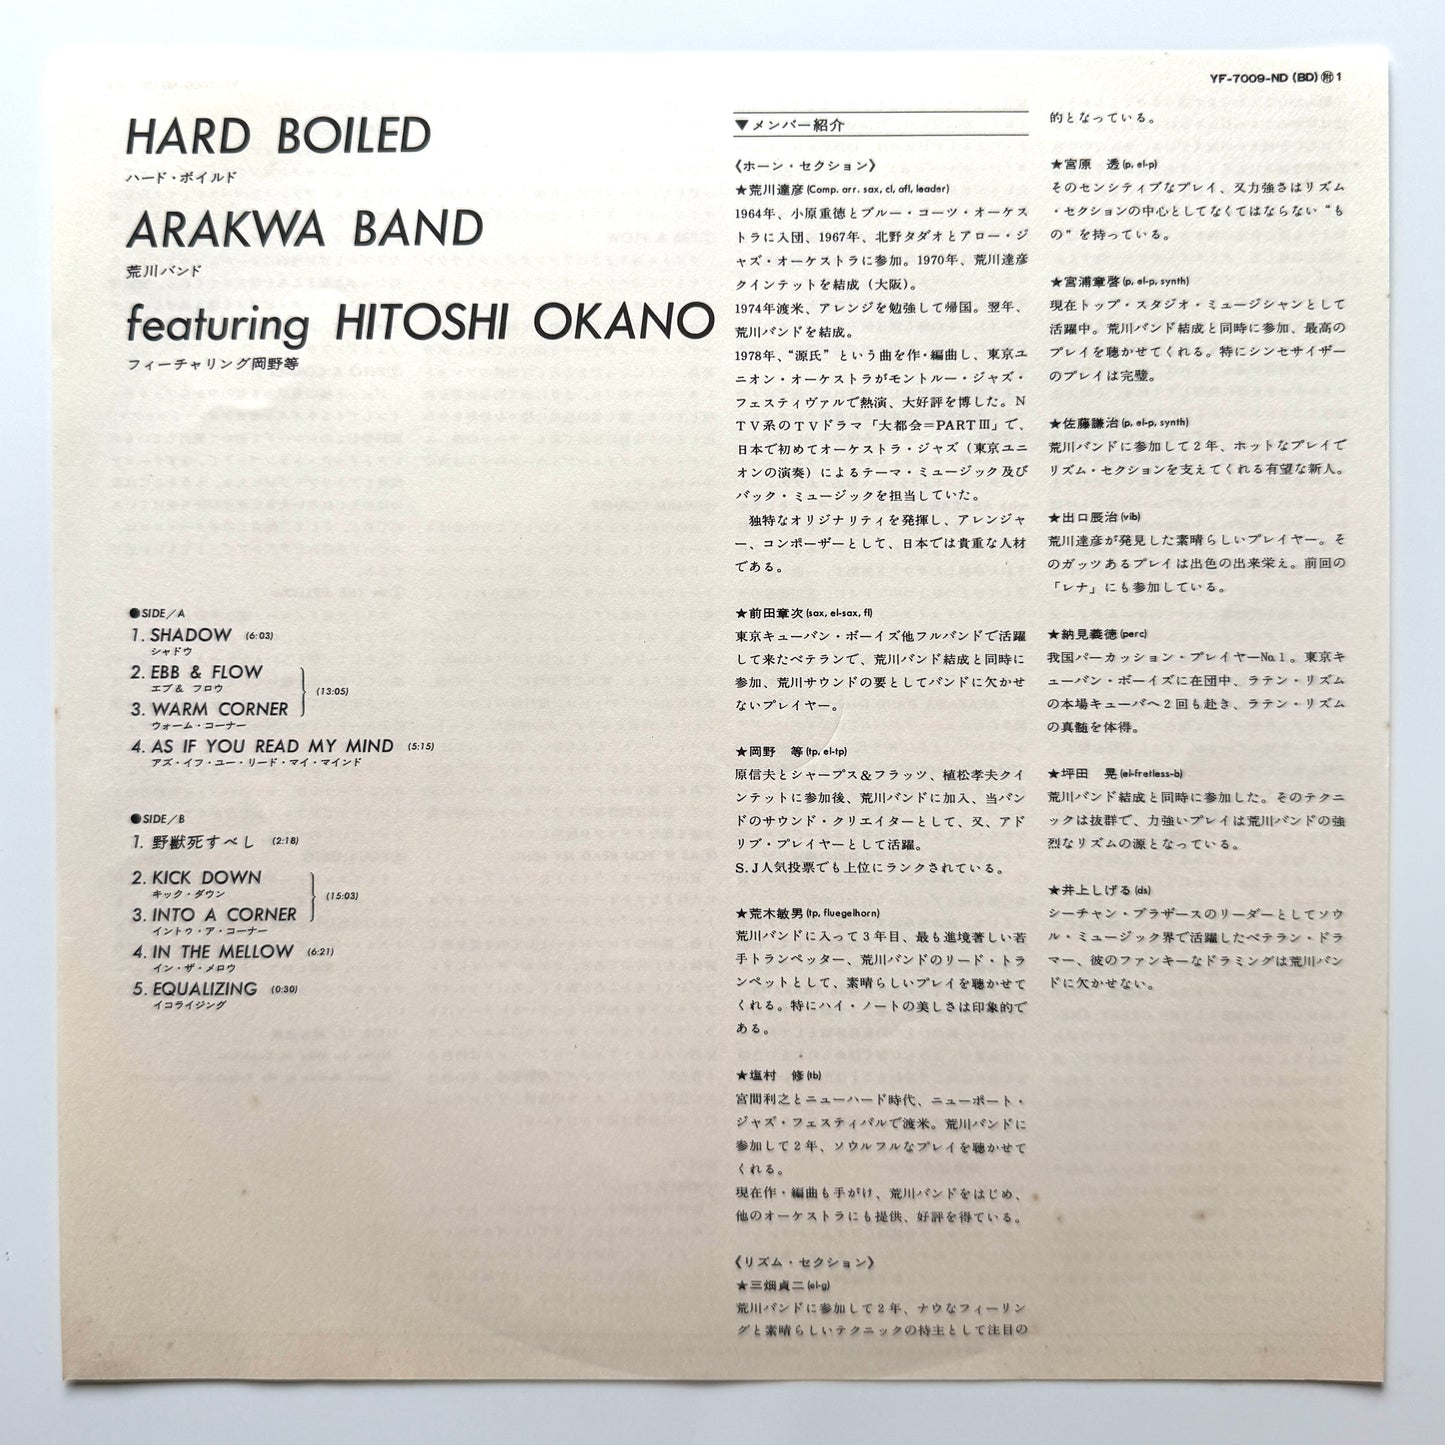 YF-7009-ND (BD) ㊞ 1
HARD BOILED
ハード・ボイルド
ARAKWA BAND
荒川バンド
featuring HITOSHI OKANO
フィーチャリング岡野等
●SIDE／A
1. SHADOW (6:03)
シャドウ
2. EBB & FLOW
エブ＆ フロウ
(13:05)
3. WARM CORNER
ウォーム・コーナー
4. AS IF YOU READ MY MIND (5:15)
アズ・イフ・ユー・リード・マイ・マインド
●SIDE／B
1. 野獣死すべし (2:18)
2. KICK DOWN
キック・ダウン
(15:03)
3. INTO A CORNER
イントゥ・ア・コーナー
4. IN THE MELLOW (6:21)
イン・ザ・メロウ
5. EQUALIZING (0:30)
イコライジング
▼メンバー紹介
《ホーン・セクション》
★荒川達彦(Comp. arr. sax, cl, afl, leader)
1964年、小原重徳とブルー・コーツ・オーケス
トラに入団、1967年、北野タダオとアロー・ジ
ャズ・オーケストラに参加。1970年、荒川達彦
クインテットを結成（大阪）。
1974年渡米、アレンジを勉強して帰国。翌年、
荒川バンドを結成。
1978年、“源氏”という曲を作・編曲し、東京ユ
ニオン・オーケストラがモントルー・ジャズ・
フェスティヴァルで熱演、大好評を博した。Ｎ
ＴＶ系のＴＶドラマ「大都会＝PARTⅢ」で、
日本で初めてオーケストラ・ジャズ（東京ユニ
オンの演奏）によるテーマ・ミュージック及び
バック・ミュージックを担当していた。
　独特なオリジナリティを発揮し、アレンジャ
ー、コンポーザーとして、日本では貴重な人材
である。
★前田章次(sax, el-sax, fl)
東京キューバン・ボーイズ他フルバンドで活躍
して来たベテランで、荒川バンド結成と同時に
参加、荒川サウンドの要としてバンドに欠かせ
ないプレイヤー。
★岡野　等(tp, el-tp)
原信夫とシャープス＆フラッツ、植松孝夫クイ
ンテットに参加後、荒川バンドに加入、当バン
ドのサウンド・クリエイターとして、又、アド
リブ・プレイヤーとして活躍。
S.J人気投票でも上位にランクされている。
★荒木敏男(tp, fluegelhorn)
荒川バンドに入って３年目、最も進境著しい若
手トランペッター、荒川バンドのリード・トラ
ンペットとして、素晴らしいプレイを聴かせて
くれる。特にハイ・ノートの美しさは印象的で
ある。
★塩村　修(tb)
宮間利之とニューハード時代、ニューポート・
ジャズ・フェスティバルで渡米。荒川バンドに
参加して２年、ソウルフルなプレイを聴かせて
くれる。
現在作・編曲も手がけ、荒川バンドをはじめ、
他のオーケストラにも提供、好評を得ている。
《リズム・セクション》
★三畑貞二(el-g)
荒川バンドに参加して２年、ナウなフィーリン
グと素晴らしいテクニックの持主として注目の
的となっている。
★宮原　透(p, el-p)
そのセンシティブなプレイ、又力強さはリズム
・セクションの中心としてなくてはならない“も
の”を持っている。
★宮浦章啓(p, el-p, synth)
現在トップ・スタジオ・ミュージシャンとして
活躍中。荒川バンド結成と同時に参加、最高の
プレイを聴かせてくれる。特にシンセサイザー
のプレイは完璧。
★佐藤謙治(p, el-p, synth)
荒川バンドに参加して２年、ホットなプレイで
リズム・セクションを支えてくれる有望な新人。
★出口辰治(vib)
荒川達彦が発見した素晴らしいプレイヤー。そ
のガッツあるプレイは出色の出来栄え。前回の
「レナ」にも参加している。
★納見義徳(perc)
我国パーカッション・プレイヤーNo.１。東京キ
ューバン・ボーイズに在団中、ラテン・リズム
の本場キューバへ２回も赴き、ラテン・リズム
の真髄を体得。
★坪田　晃(el-fretless-b)
荒川バンド結成と同時に参加した。そのテクニ
ックは抜群で、力強いプレイは荒川バンドの強
烈なリズムの源となっている。
★井上しげる(ds)
シーチャン・ブラザースのリーダーとしてソウ
ル・ミュージック界で活躍したベテラン・ドラ
マー、彼のファンキーなドラミングは荒川バン
ドに欠かせない。